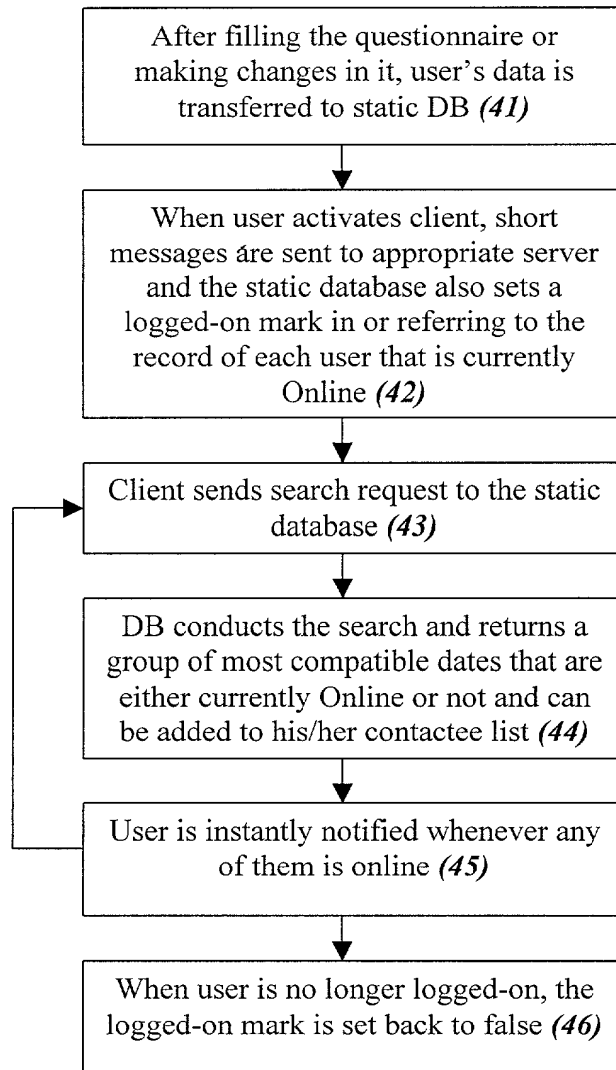 After filling the questionnaire or
making changes in it, user's data is
transferred to static DB (41)
When user activates client, short
messages áre sent to appropriate server
and the static database also sets a
logged-on mark in or referring to the
record of each user that is currently
Online (42)
Client sends search request to the static
database (43)
DB conducts the search and returns a
group of most compatible dates that are
either currently Online or not and can
be added to his/her contactee list (44)
User is instantly notified whenever any
of them is online (45)
When user is no longer logged-on, the
logged-on mark is set back to false (46)